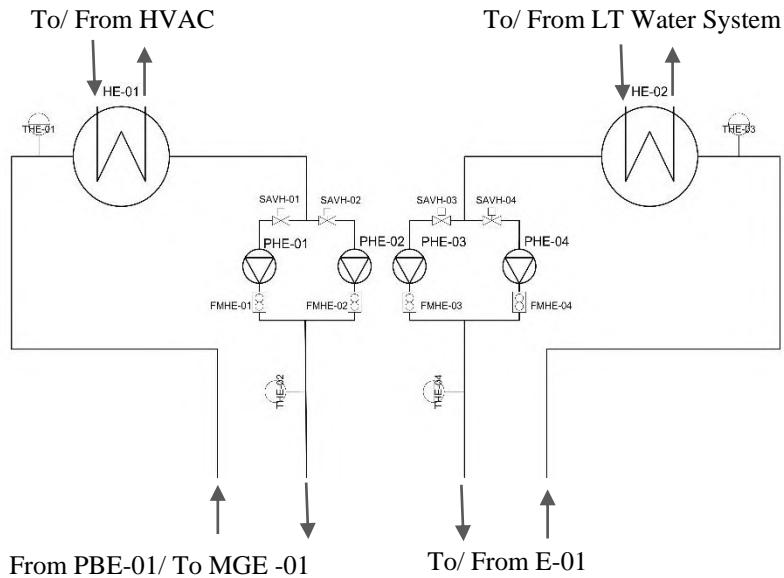 To/ From HVAC
To/ From LT Water System
HE-01
HE-02
THE-01
THE-03
SAVH-01
SAVH-02
SAVH-03
SAVH-04
PHE-01
PHE-02
PHE-03
PHE-04
FMHE-01
FMHE-02
FMHE-03
FMHE-04
THE-02
THE-04
From PBE-01/ To MGE -01
To/ From E-01